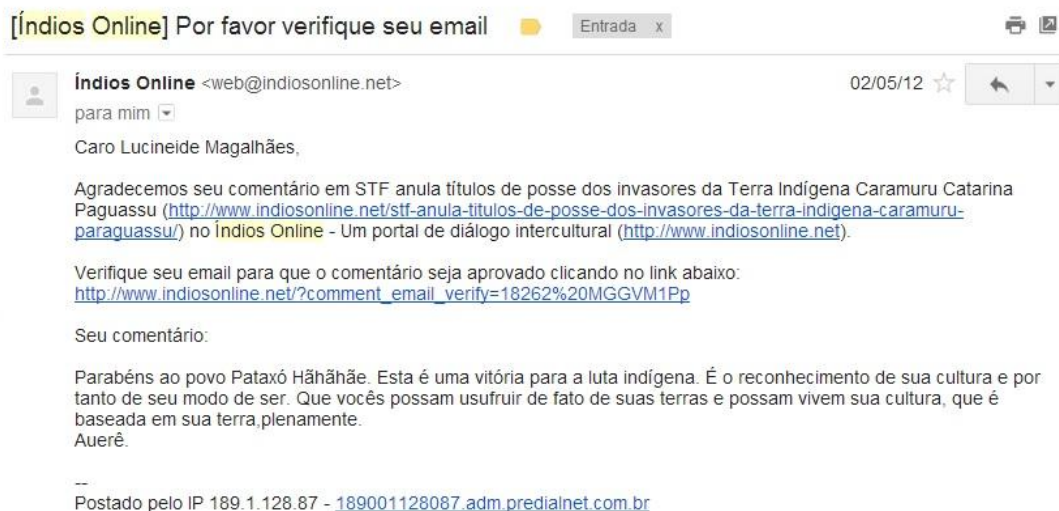 [Índios Online] Por favor verifique seu email Entrada x
Índios Online <web@indiosonline.net> 02/05/12
para mim
Caro Lucineide Magalhães,
Agradecemos seu comentário em STF anula títulos de posse dos invasores da Terra Indígena Caramuru Catarina
Paguassu (http://www.indiosonline.net/stf-anula-titulos-de-posse-dos-invasores-da-terra-indigena-caramuru-
paraguassu/) no Índios Online - Um portal de diálogo intercultural (http://www.indiosonline.net).
Verifique seu email para que o comentário seja aprovado clicando no link abaixo:
http://www.indiosonline.net/?comment_email_verify=18262%20MGGVM1Pp
Seu comentário:
Parabéns ao povo Pataxó Hãhãhãe. Esta é uma vitória para a luta indígena. É o reconhecimento de sua cultura e por
tanto de seu modo de ser. Que vocês possam usufruir de fato de suas terras e possam vivem sua cultura, que é
baseada em sua terra,plenamente.
Auerê.
--
Postado pelo IP 189.1.128.87 - 189001128087.adm.predialnet.com.br